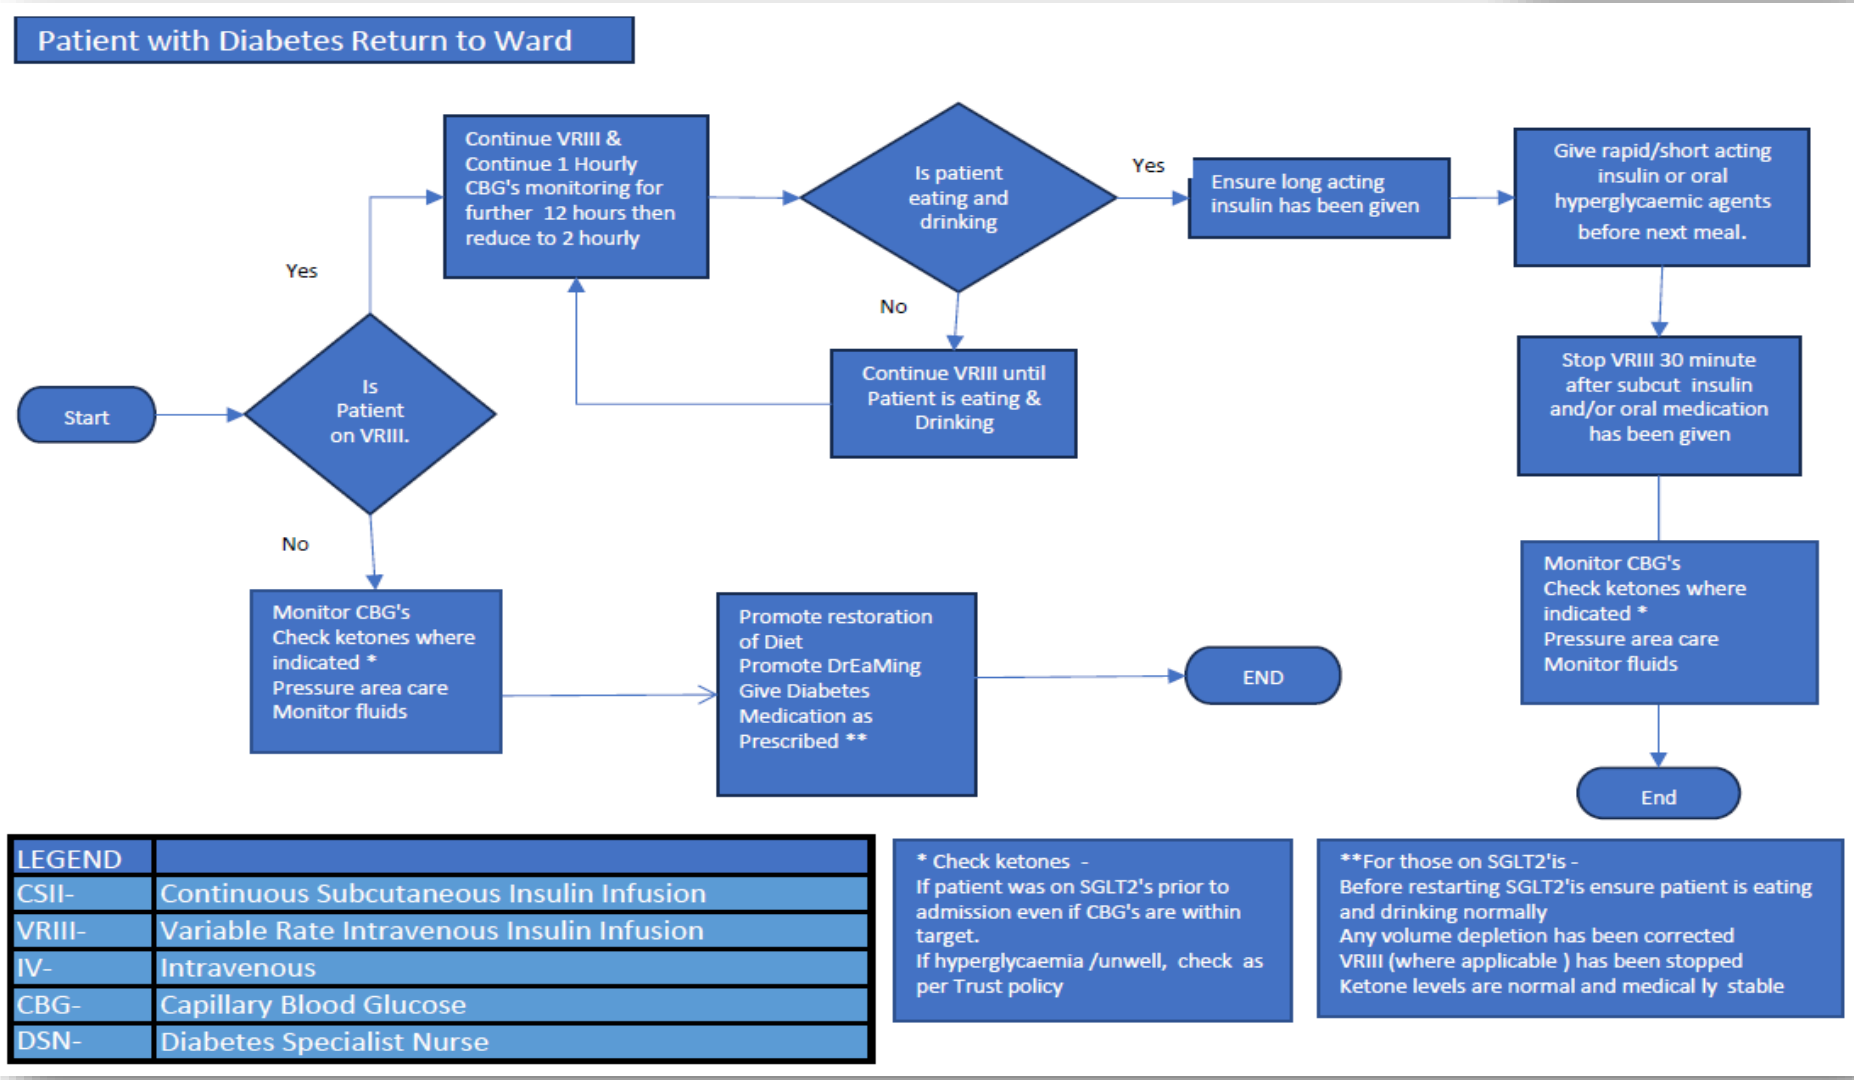 Patient with Diabetes Return to Ward
Start
Is
Patient
on VRIII.
Yes
Continue VRIII &
Continue 1 Hourly
CBG's monitoring for
further 12 hours then
reduce to 2 hourly
Is patient
eating and
drinking
Yes
Ensure long acting
insulin has been given
Give rapid/short acting
insulin or oral
hyperglycaemic agents
before next meal.
No
Continue VRIII until
Patient is eating &
Drinking
Stop VRIII 30 minute
after subcut insulin
and/or oral medication
has been given
Monitor CBG's
Check ketones where
indicated *
Pressure area care
Monitor fluids
End
No
Monitor CBG's
Check ketones where
indicated *
Pressure area care
Monitor fluids
Promote restoration
of Diet
Promote DrEaMing
Give Diabetes
Medication as
Prescribed **
END
LEGEND
CSII- Continuous Subcutaneous Insulin Infusion
VRIII- Variable Rate Intravenous Insulin Infusion
IV- Intravenous
CBG- Capillary Blood Glucose
DSN- Diabetes Specialist Nurse
* Check ketones -
If patient was on SGLT2's prior to
admission even if CBG's are within
target.
If hyperglycaemia /unwell, check as
per Trust policy
**For those on SGLT2'is -
Before restarting SGLT2'is ensure patient is eating
and drinking normally
Any volume depletion has been corrected
VRIII (where applicable ) has been stopped
Ketone levels are normal and medical ly stable